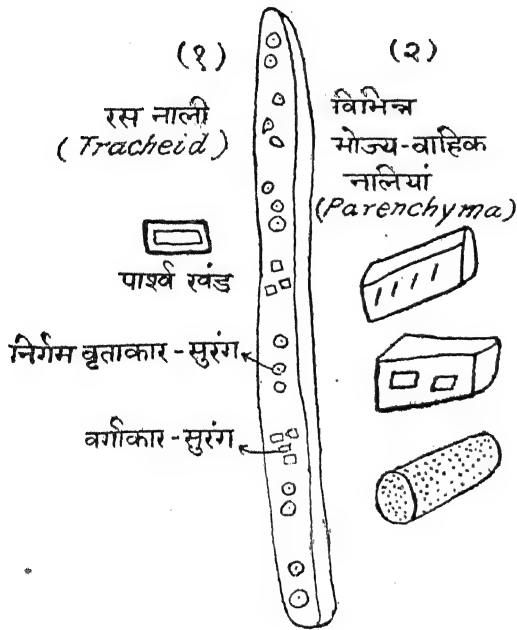 (१)
रस नाली
(Tracheid)
(२)
विभिन्न
भोज्य-वाहिक
नालियां
(Parenchyma)
पार्श्व खंड
निर्गम वृताकार-सुरंग
वर्गाकार-सुरंग